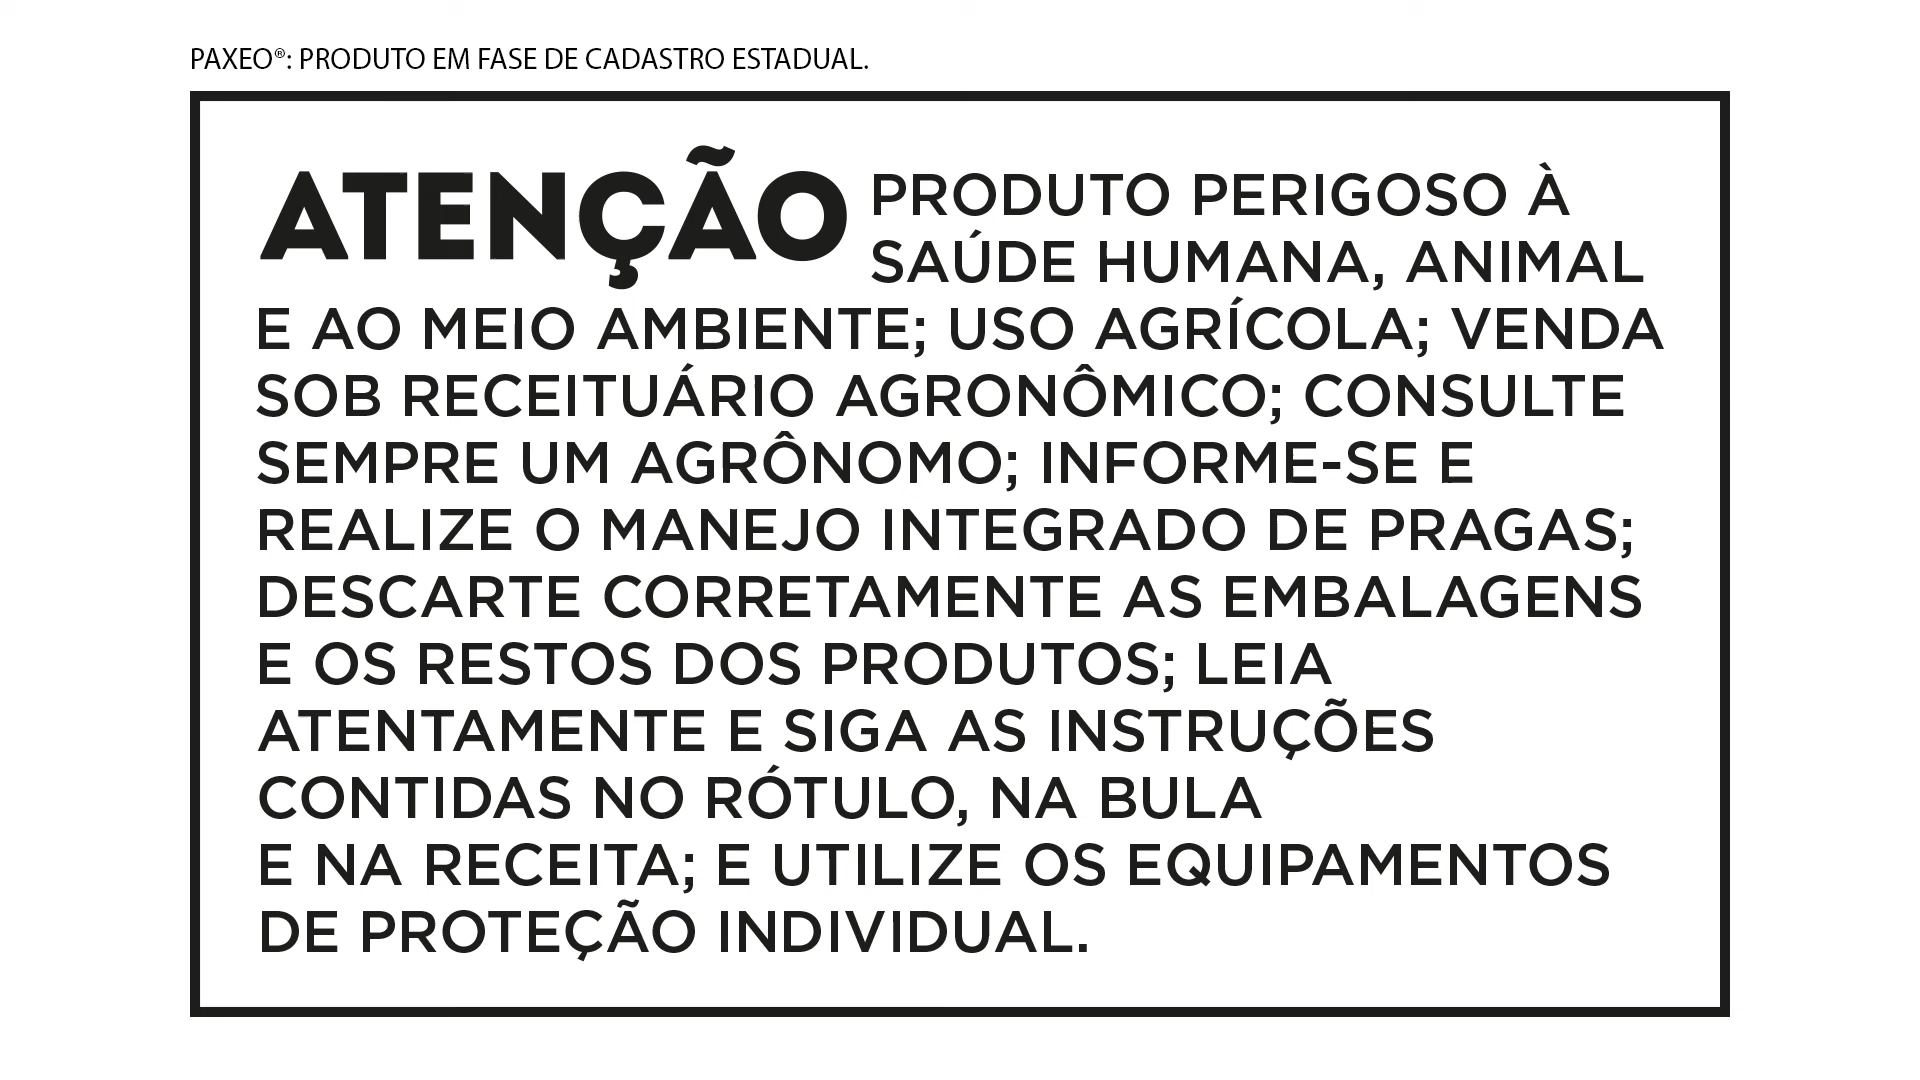 PAXEO®: PRODUTO EM FASE DE CADASTRO ESTADUAL.
ATENÇÃO PRODUTO PERIGOSO À
SAÚDE HUMANA, ANIMAL
E AO MEIO AMBIENTE; USO AGRÍCOLA; VENDA
SOB RECEITUÁRIO AGRONÔMICO; CONSULTE
SEMPRE UM AGRÔNOMO; INFORME-SE E
REALIZE O MANEJO INTEGRADO DE PRAGAS;
DESCARTE CORRETAMENTE AS EMBALAGENS
E OS RESTOS DOS PRODUTOS; LEIA
ATENTAMENTE E SIGA AS INSTRUÇÕES
CONTIDAS NO RÓTULO, NA BULA
E NA RECEITA; E UTILIZE OS EQUIPAMENTOS
DE PROTEÇÃO INDIVIDUAL.